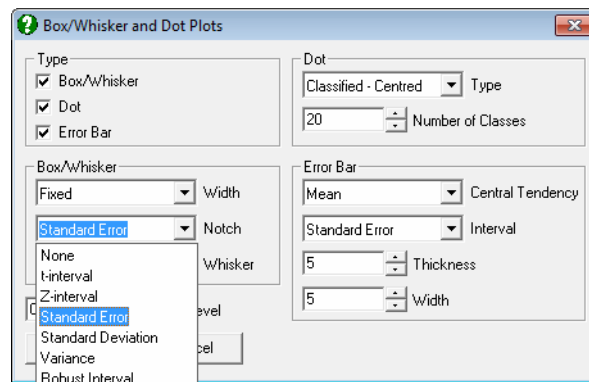 Box/Whisker and Dot Plots
Type
Box/Whisker
Dot
Error Bar
Dot
Classified - Centred Type
20 Number of Classes
Box/Whisker
Fixed Width
Standard Error Notch
Whisker
None
t-interval
Z-interval
Standard Error
Standard Deviation
Variance
Robust Interval
Error Bar
Mean Central Tendency
Standard Error Interval
5 Thickness
5 Width